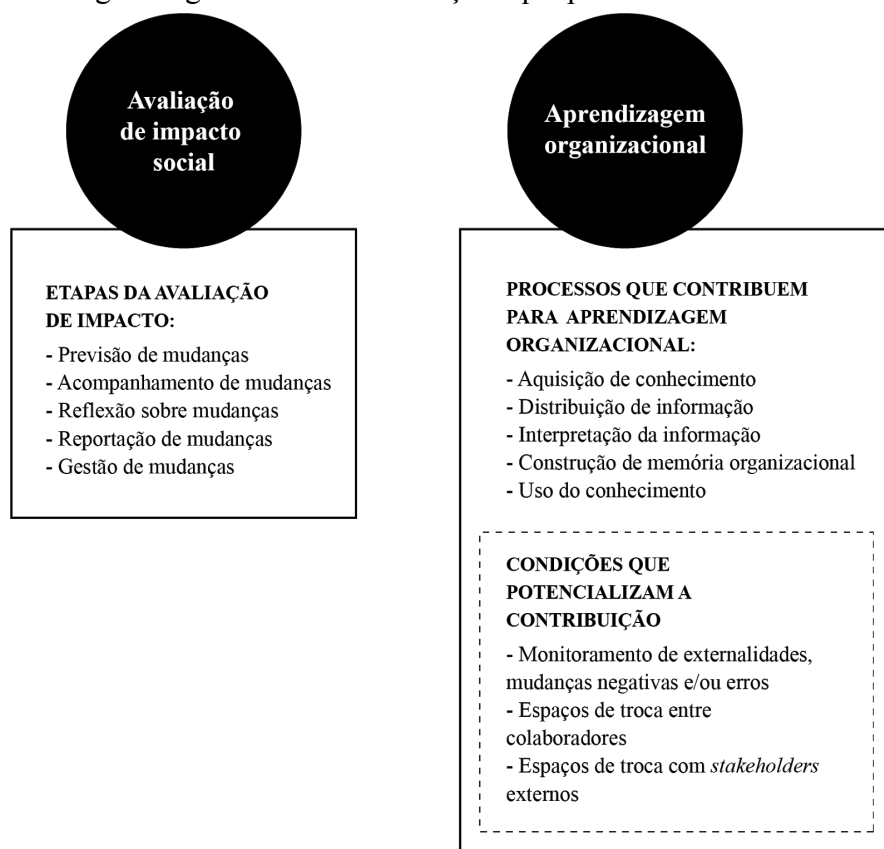 Avaliação
de impacto
social
ETAPAS DA AVALIAÇÃO
DE IMPACTO:
- Previsão de mudanças
- Acompanhamento de mudanças
- Reflexão sobre mudanças
- Reportação de mudanças
- Gestão de mudanças
Aprendizagem
organizacional
PROCESSOS QUE CONTRIBUEM
PARA APRENDIZAGEM
ORGANIZACIONAL:
- Aquisição de conhecimento
- Distribuição de informação
- Interpretação da informação
- Construção de memória organizacional
- Uso do conhecimento
CONDIÇÕES QUE
POTENCIALIZAM A
CONTRIBUIÇÃO
- Monitoramento de externalidades,
mudanças negativas e/ou erros
- Espaços de troca entre
colaboradores
- Espaços de troca com stakeholders
externos